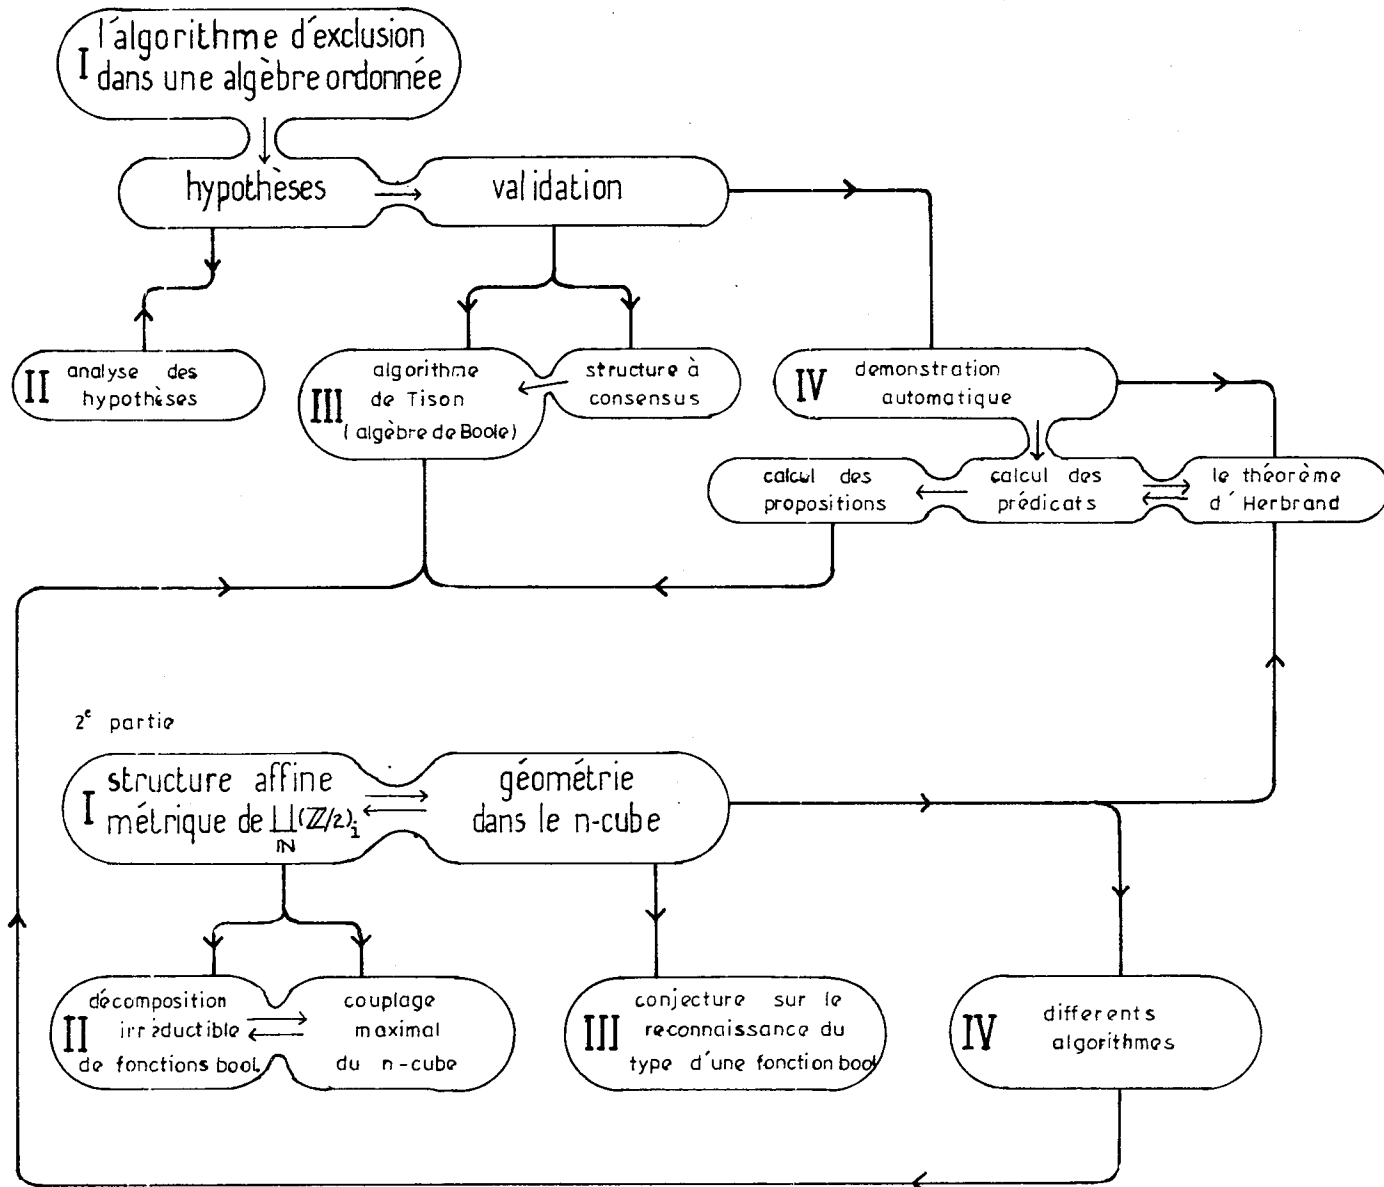 I
l'algorithme d'éxclusion
dans une algèbre ordonnée
hypothèses
validation
II
analyse des
hypothèses
III
algorithme
de Tison
(algèbre de Boole)
structure à
consensus
IV
demonstration
automatique
calcul des
propositions
calcul des
prédicats
le théorème
d'Herbrand
2e partie
I
structure affine
métrique de ∐(ℤ/2)i
ℕ
géométrie
dans le n-cube
II
décomposition
irréductible
de fonctions bool.
couplage
maximal
du n-cube
III
conjecture sur le
reconnaissance du
type d'une fonction bool
IV
differents
algorithmes